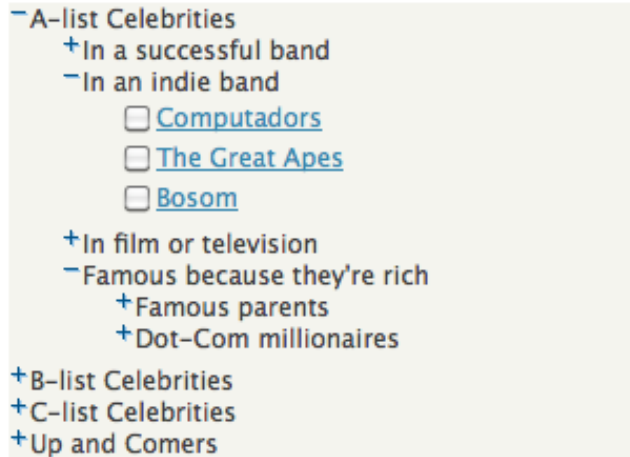 −A-list Celebrities
+In a successful band
−In an indie band
Computadors
The Great Apes
Bosom
+In film or television
−Famous because they're rich
+Famous parents
+Dot-Com millionaires
+B-list Celebrities
+C-list Celebrities
+Up and Comers